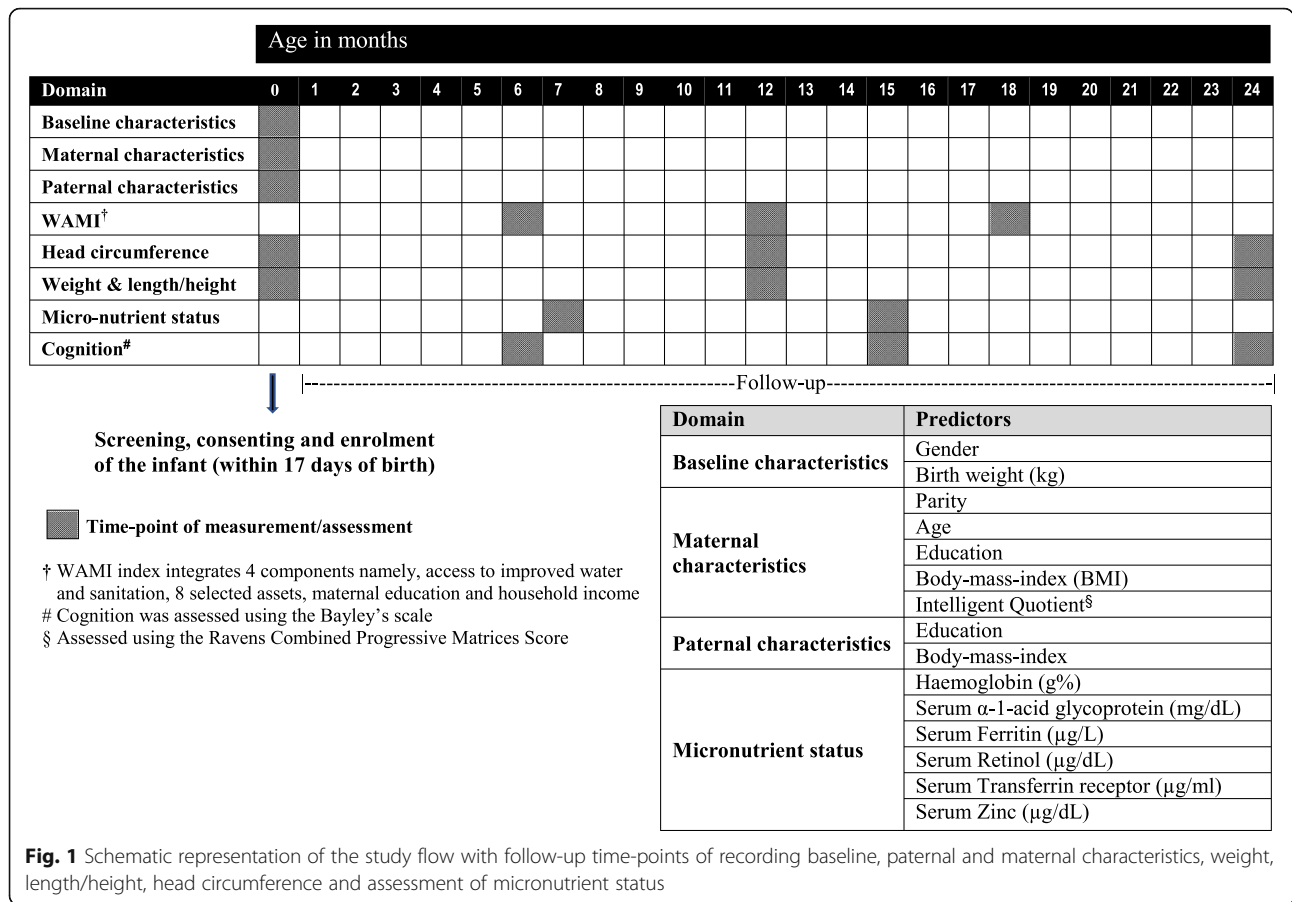 Age in months
Domain 0 1 2 3 4 5 6 7 8 9 10 11 12 13 14 15 16 17 18 19 20 21 22 23 24
Baseline characteristics
Maternal characteristics
Paternal characteristics
WAMI†
Head circumference
Weight & length/height
Micro-nutrient status
Cognition#
|--------------------------------------------Follow-up---------------------------------------------|
Screening, consenting and enrolment
of the infant (within 17 days of birth)
Time-point of measurement/assessment
† WAMI index integrates 4 components namely, access to improved water
and sanitation, 8 selected assets, maternal education and household income
# Cognition was assessed using the Bayley's scale
§ Assessed using the Ravens Combined Progressive Matrices Score
Domain Predictors
Baseline characteristics
Gender
Birth weight (kg)
Maternal
characteristics
Parity
Age
Education
Body-mass-index (BMI)
Intelligent Quotient§
Paternal characteristics
Education
Body-mass-index
Micronutrient status
Haemoglobin (g%)
Serum α-1-acid glycoprotein (mg/dL)
Serum Ferritin (µg/L)
Serum Retinol (µg/dL)
Serum Transferrin receptor (µg/ml)
Serum Zinc (µg/dL)
Fig. 1 Schematic representation of the study flow with follow-up time-points of recording baseline, paternal and maternal characteristics, weight,
length/height, head circumference and assessment of micronutrient status